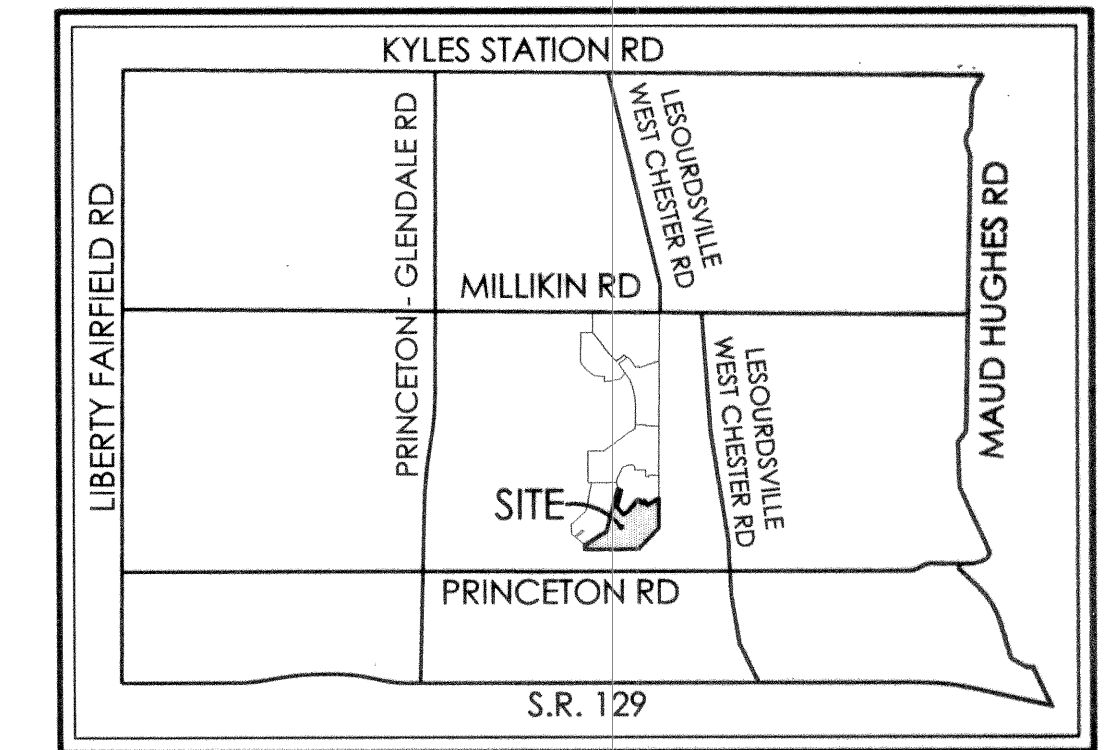 KYLES STATION RD
LESOURDSVILLE
WEST CHESTER RD
PRINCETON - GLENDALE RD
LIBERTY FAIRFIELD RD
MAUD HUGHES RD
MILLIKIN RD
LESOURDSVILLE
WEST CHESTER RD
SITE
PRINCETON RD
S.R. 129